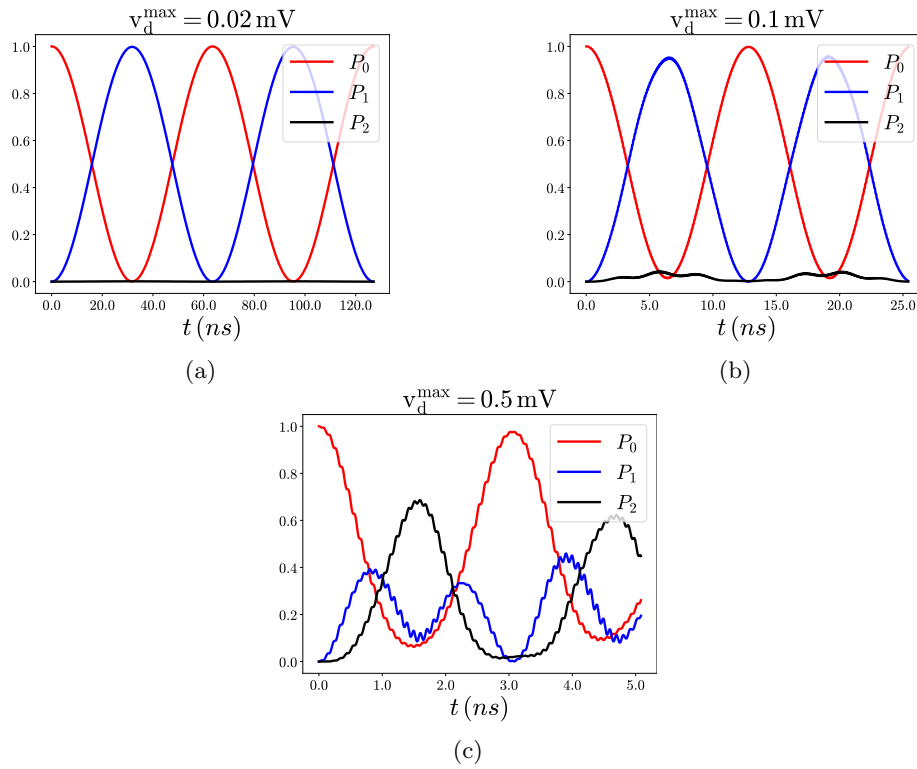 v_d^max = 0.02 mV
1.0
0.8
0.6
0.4
0.2
0.0
P_0
P_1
P_2
0.0 20.0 40.0 60.0 80.0 100.0 120.0
t (ns)
(a)
v_d^max = 0.1 mV
1.0
0.8
0.6
0.4
0.2
0.0
P_0
P_1
P_2
0.0 5.0 10.0 15.0 20.0 25.0
t (ns)
(b)
v_d^max = 0.5 mV
1.0
0.8
0.6
0.4
0.2
0.0
P_0
P_1
P_2
0.0 1.0 2.0 3.0 4.0 5.0
t (ns)
(c)